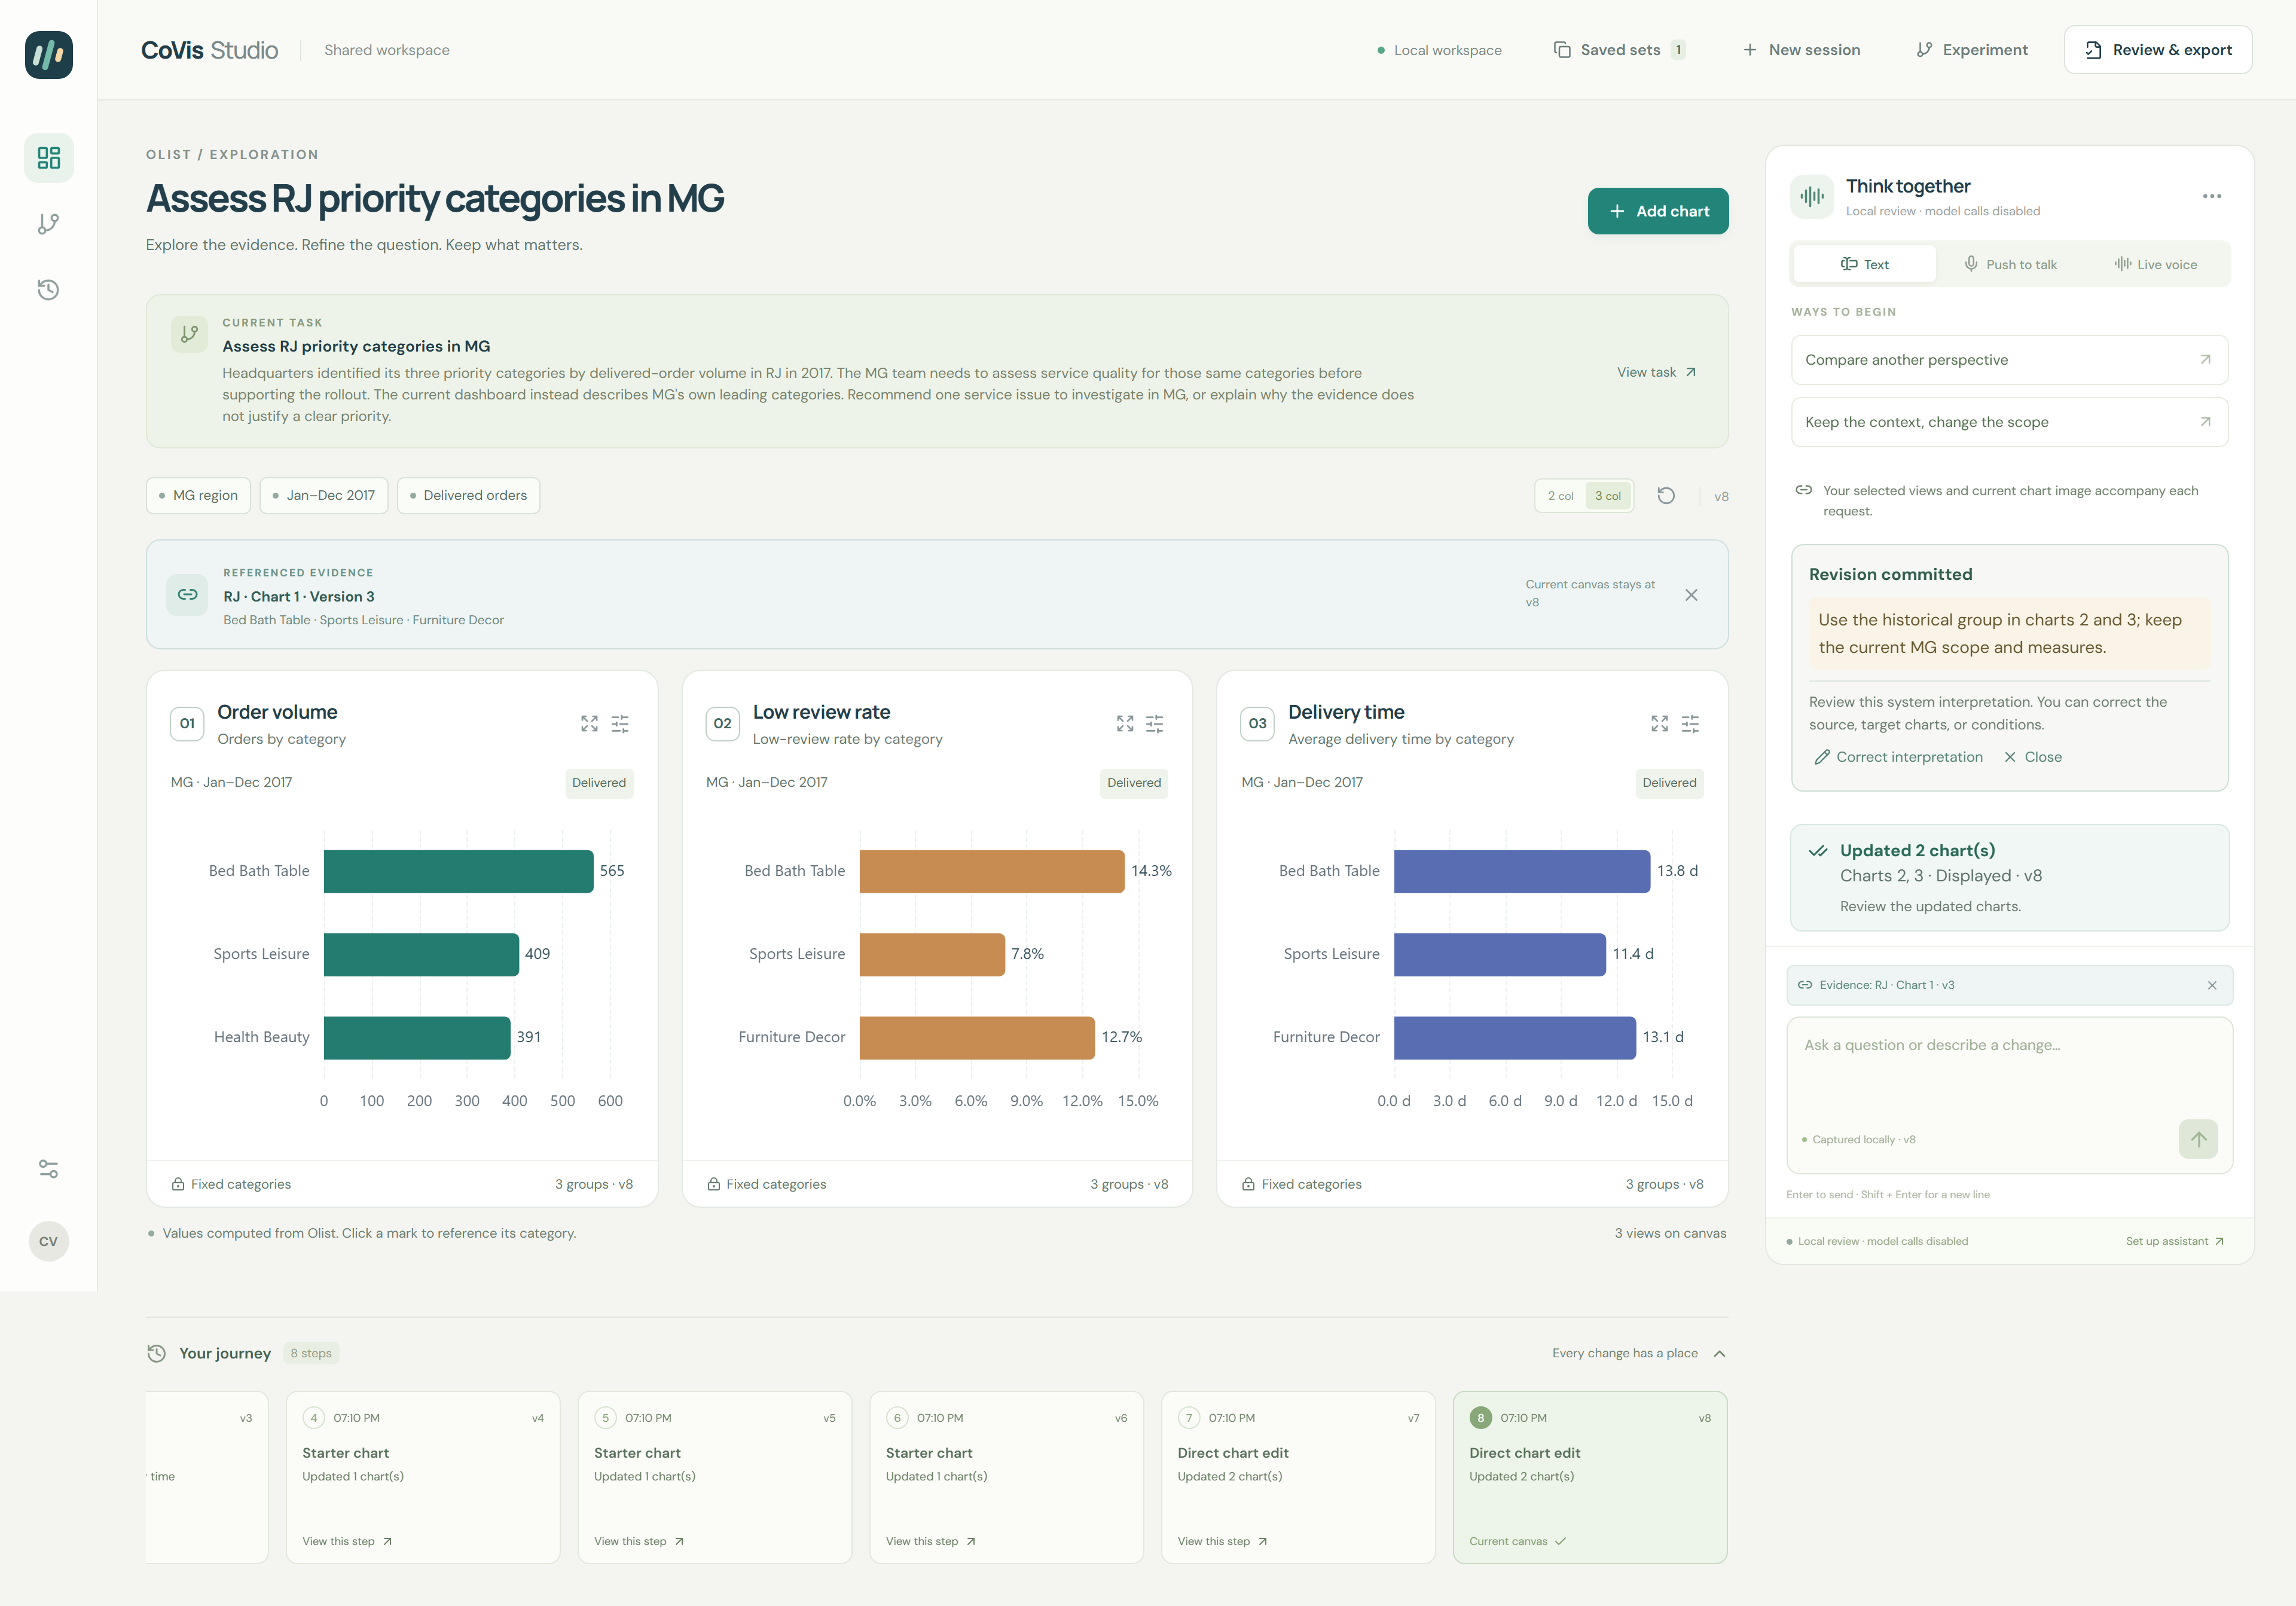 CoVis Studio
Shared workspace
Local workspace
Saved sets 1
New session
Experiment
Review & export
OLIST / EXPLORATION
Assess RJ priority categories in MG
Explore the evidence. Refine the question. Keep what matters.
Add chart
CURRENT TASK
Assess RJ priority categories in MG
Headquarters identified its three priority categories by delivered-order volume in RJ in 2017. The MG team needs to assess service quality for those same categories before
supporting the rollout. The current dashboard instead describes MG's own leading categories. Recommend one service issue to investigate in MG, or explain why the evidence does
not justify a clear priority.
View task
MG region
Jan–Dec 2017
Delivered orders
2 col
3 col
v8
REFERENCED EVIDENCE
RJ · Chart 1 · Version 3
Bed Bath Table · Sports Leisure · Furniture Decor
Current canvas stays at
v8
01
Order volume
Orders by category
MG · Jan–Dec 2017
Delivered
Bed Bath Table
565
Sports Leisure
409
Health Beauty
391
0 100 200 300 400 500 600
Fixed categories
3 groups · v8
02
Low review rate
Low-review rate by category
MG · Jan–Dec 2017
Delivered
Bed Bath Table
14.3%
Sports Leisure
7.8%
Furniture Decor
12.7%
0.0% 3.0% 6.0% 9.0% 12.0% 15.0%
Fixed categories
3 groups · v8
03
Delivery time
Average delivery time by category
MG · Jan–Dec 2017
Delivered
Bed Bath Table
13.8 d
Sports Leisure
11.4 d
Furniture Decor
13.1 d
0.0 d 3.0 d 6.0 d 9.0 d 12.0 d 15.0 d
Fixed categories
3 groups · v8
Values computed from Olist. Click a mark to reference its category.
3 views on canvas
Your journey
8 steps
Every change has a place
v3
time
4 07:10 PM v4
Starter chart
Updated 1 chart(s)
View this step
5 07:10 PM v5
Starter chart
Updated 1 chart(s)
View this step
6 07:10 PM v6
Starter chart
Updated 1 chart(s)
View this step
7 07:10 PM v7
Direct chart edit
Updated 2 chart(s)
View this step
8 07:10 PM v8
Direct chart edit
Updated 2 chart(s)
Current canvas
CV
Think together
Local review · model calls disabled
Text
Push to talk
Live voice
WAYS TO BEGIN
Compare another perspective
Keep the context, change the scope
Your selected views and current chart image accompany each
request.
Revision committed
Use the historical group in charts 2 and 3; keep
the current MG scope and measures.
Review this system interpretation. You can correct the
source, target charts, or conditions.
Correct interpretation
Close
Updated 2 chart(s)
Charts 2, 3 · Displayed · v8
Review the updated charts.
Evidence: RJ · Chart 1 · v3
Ask a question or describe a change...
Captured locally · v8
Enter to send · Shift + Enter for a new line
Local review · model calls disabled
Set up assistant